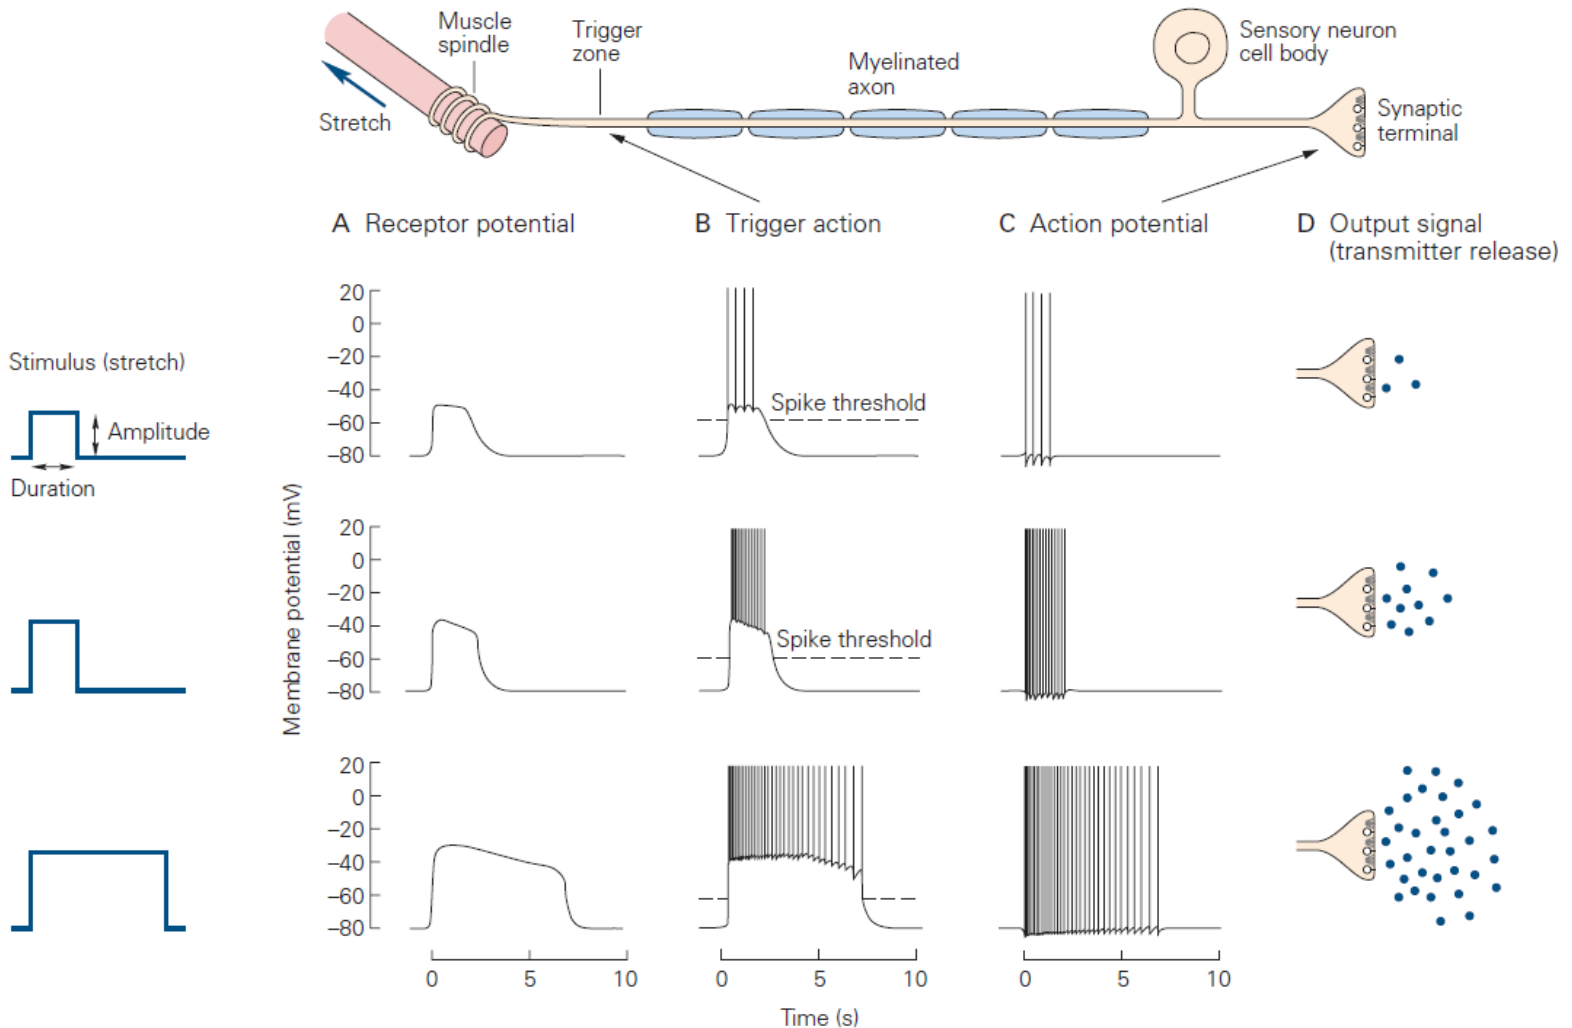 Muscle
spindle
Trigger
zone
Myelinated
axon
Sensory neuron
cell body
Stretch
Synaptic
terminal
A Receptor potential
B Trigger action
C Action potential
D Output signal
(transmitter release)
Stimulus (stretch)
Amplitude
Duration
Membrane potential (mV)
20
0
−20
−40
−60
−80
Spike threshold
20
0
−20
−40
−60
−80
Spike threshold
20
0
−20
−40
−60
−80
0 5 10
0 5 10
0 5 10
Time (s)